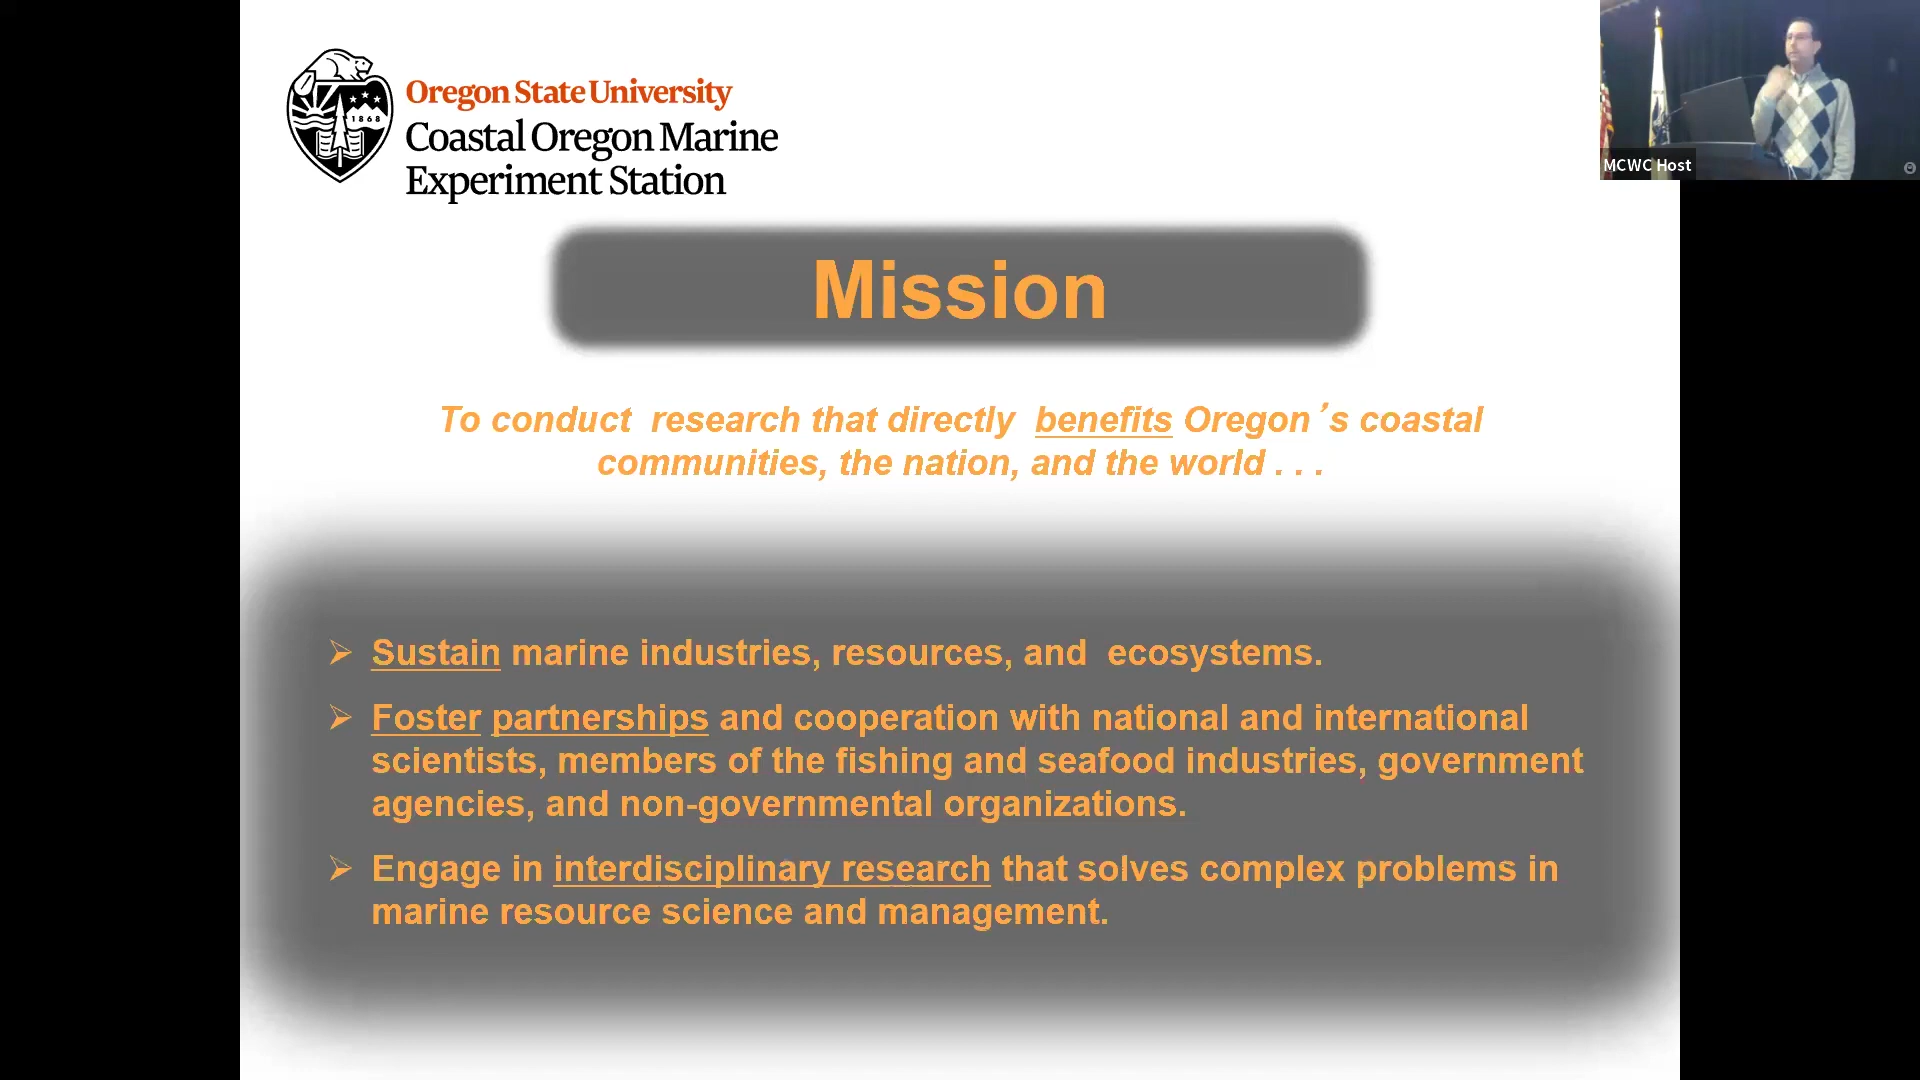 Oregon State University
Coastal Oregon Marine
Experiment Station
1868
MCWC Host
Mission
To conduct research that directly benefits Oregon’s coastal
communities, the nation, and the world . . .
➢ Sustain marine industries, resources, and ecosystems.
➢ Foster partnerships and cooperation with national and international
scientists, members of the fishing and seafood industries, government
agencies, and non-governmental organizations.
➢ Engage in interdisciplinary research that solves complex problems in
marine resource science and management.